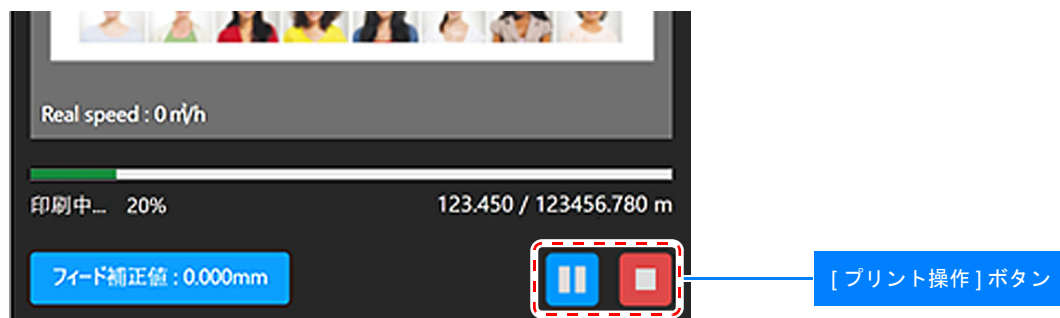 Real speed : 0 m²/h
印刷中... 20%
123.450 / 123456.780 m
フィード補正値 : 0.000mm
[ プリント操作 ] ボタン